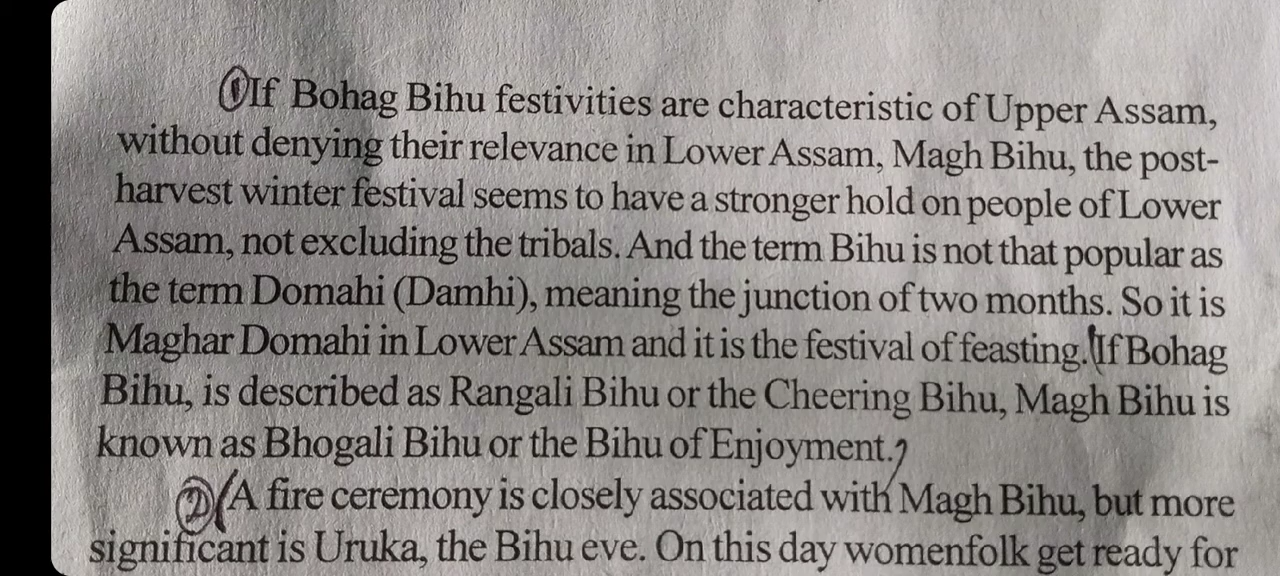 ①If Bohag Bihu festivities are characteristic of Upper Assam,
without denying their relevance in Lower Assam, Magh Bihu, the post-
harvest winter festival seems to have a stronger hold on people of Lower
Assam, not excluding the tribals. And the term Bihu is not that popular as
the term Domahi (Damhi), meaning the junction of two months. So it is
Maghar Domahi in Lower Assam and it is the festival of feasting. (If Bohag
Bihu, is described as Rangali Bihu or the Cheering Bihu, Magh Bihu is
known as Bhogali Bihu or the Bihu of Enjoyment.)
②(A fire ceremony is closely associated with Magh Bihu, but more
significant is Uruka, the Bihu eve. On this day womenfolk get ready for